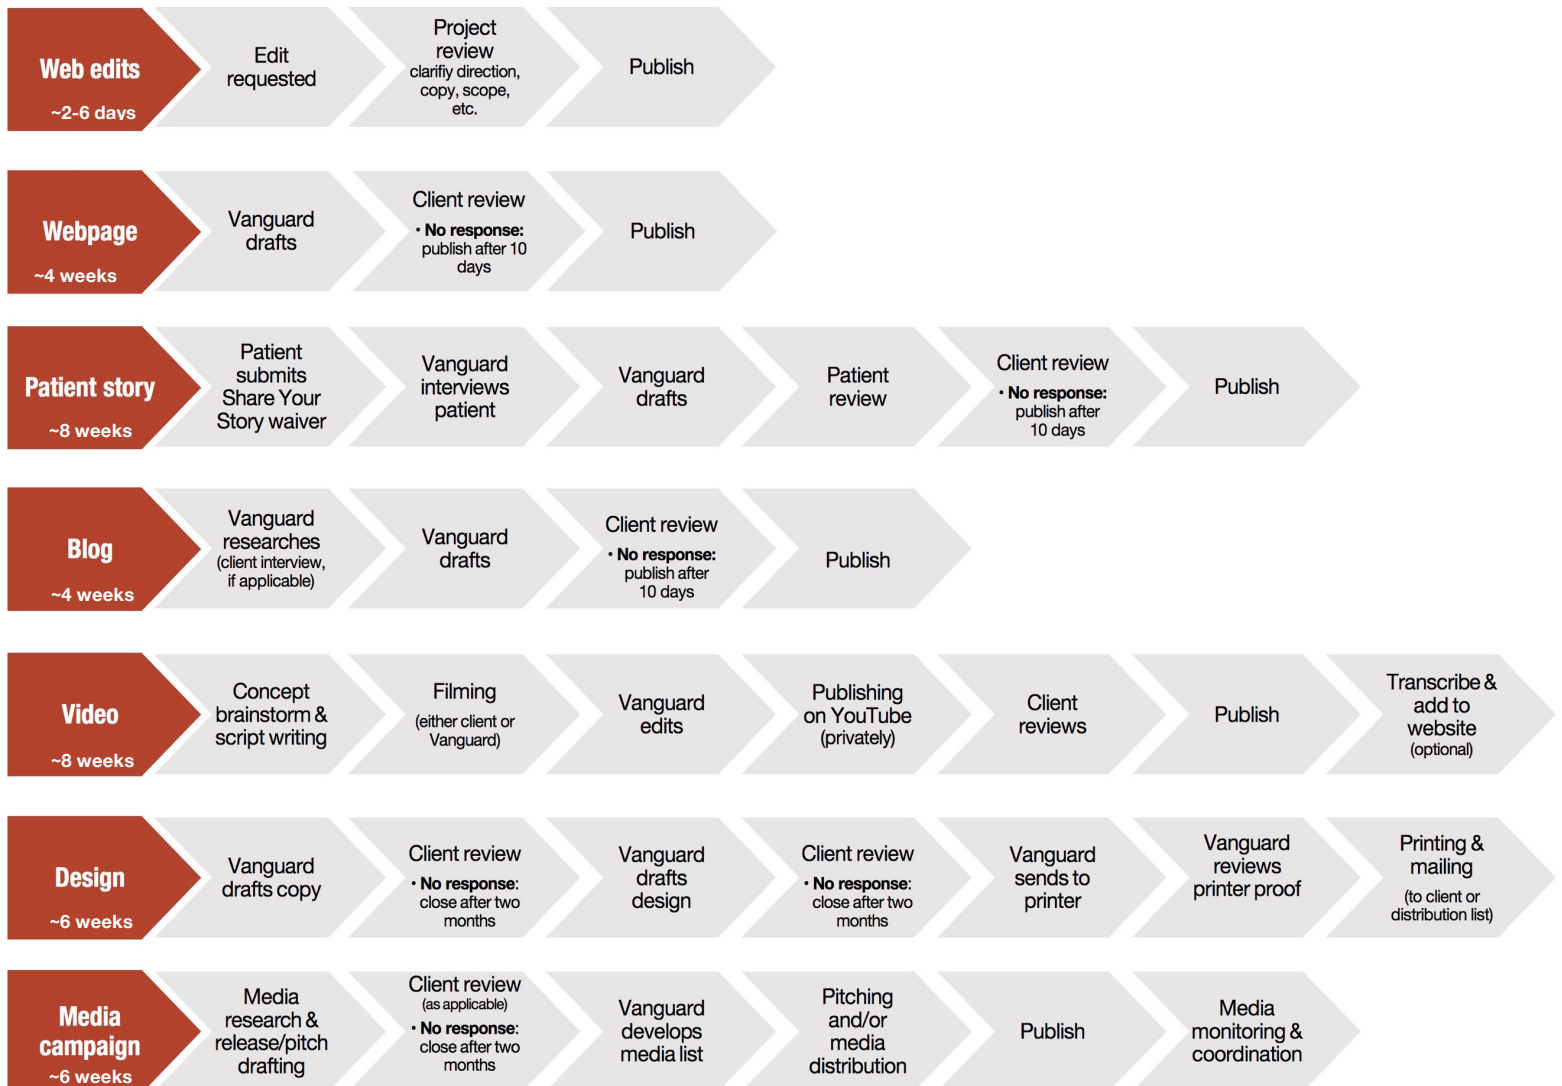 Web edits
~2-6 days
Edit
requested
Project
review
clarifiy direction,
copy, scope,
etc.
Publish
Webpage
~4 weeks
Vanguard
drafts
Client review
• No response:
publish after 10
days
Publish
Patient story
~8 weeks
Patient
submits
Share Your
Story waiver
Vanguard
interviews
patient
Vanguard
drafts
Patient
review
Client review
• No response:
publish after
10 days
Publish
Blog
~4 weeks
Vanguard
researches
(client interview,
if applicable)
Vanguard
drafts
Client review
• No response:
publish after
10 days
Publish
Video
~8 weeks
Concept
brainstorm &
script writing
Filming
(either client or
Vanguard)
Vanguard
edits
Publishing
on YouTube
(privately)
Client
reviews
Publish
Transcribe &
add to
website
(optional)
Design
~6 weeks
Vanguard
drafts copy
Client review
• No response:
close after two
months
Vanguard
drafts
design
Client review
• No response:
close after two
months
Vanguard
sends to
printer
Vanguard
reviews
printer proof
Printing &
mailing
(to client or
distribution list)
Media
campaign
~6 weeks
Media
research &
release/pitch
drafting
Client review
(as applicable)
• No response:
close after two
months
Vanguard
develops
media list
Pitching
and/or
media
distribution
Publish
Media
monitoring &
coordination